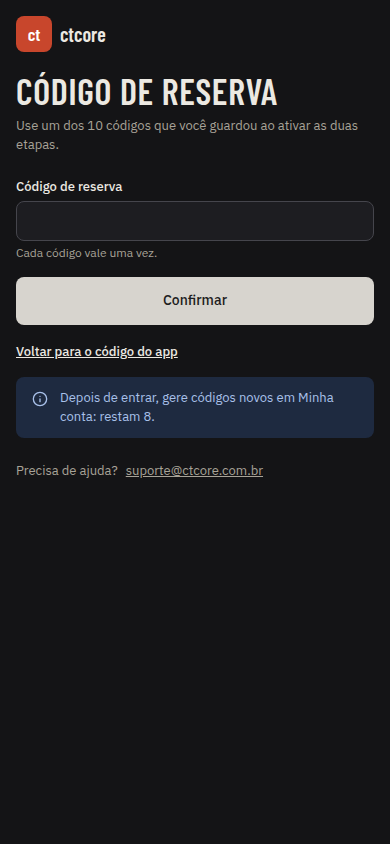 ct ctcore
CÓDIGO DE RESERVA
Use um dos 10 códigos que você guardou ao ativar as duas
etapas.
Código de reserva
Cada código vale uma vez.
Confirmar
Voltar para o código do app
Depois de entrar, gere códigos novos em Minha
conta: restam 8.
Precisa de ajuda? suporte@ctcore.com.br